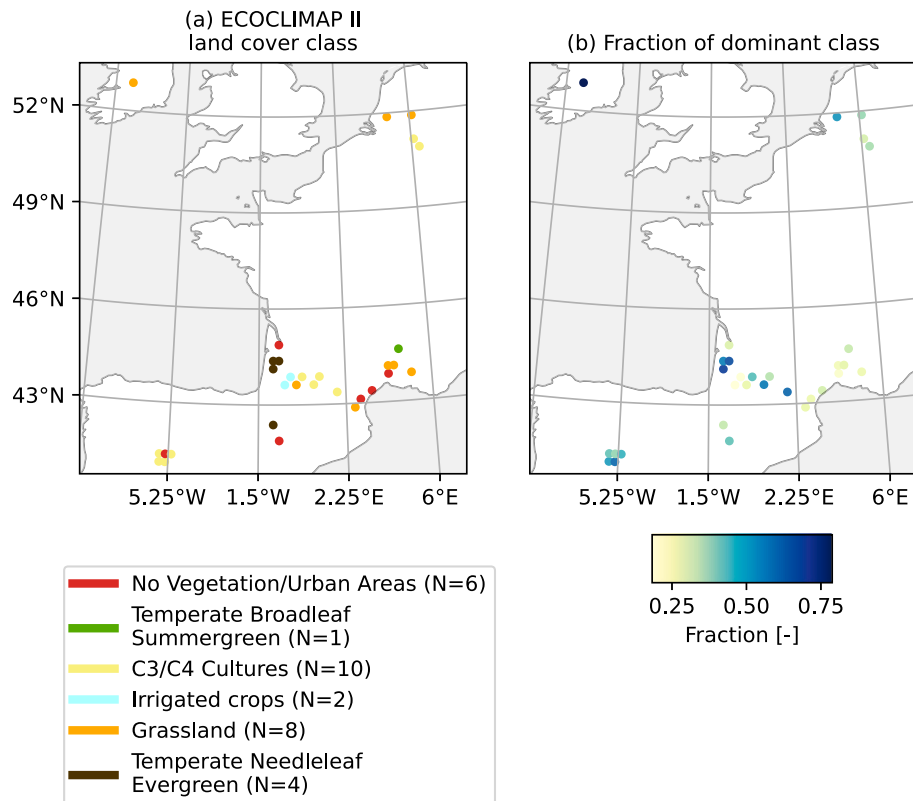 (a) ECOCLIMAP II
land cover class
(b) Fraction of dominant class
52°N
49°N
46°N
43°N
5.25°W 1.5°W 2.25°E 6°E
5.25°W 1.5°W 2.25°E 6°E
0.25 0.50 0.75
Fraction [-]
No Vegetation/Urban Areas (N=6)
Temperate Broadleaf
Summergreen (N=1)
C3/C4 Cultures (N=10)
Irrigated crops (N=2)
Grassland (N=8)
Temperate Needleleaf
Evergreen (N=4)